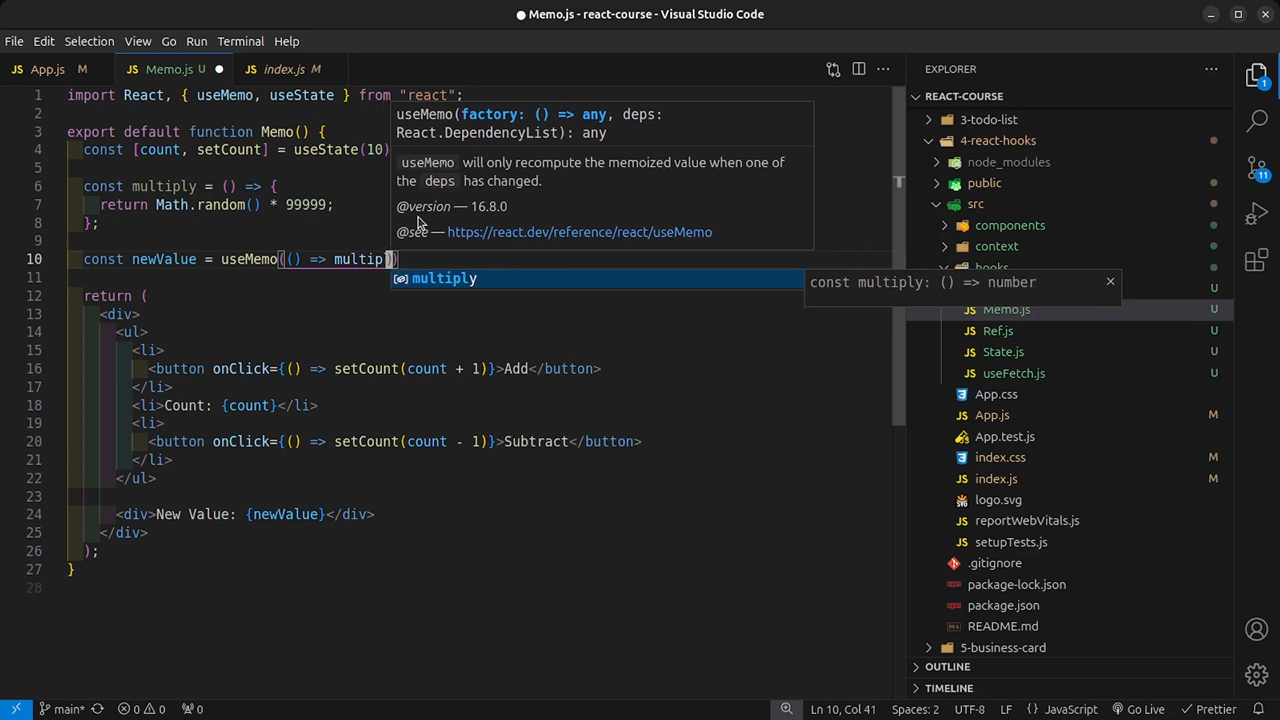 Memo.js - react-course - Visual Studio Code
File Edit Selection View Go Run Terminal Help
JS App.js M JS Memo.js U JS index.js M
1 import React, { useMemo, useState } from "react";
2
3 export default function Memo() {
4 const [count, setCount] = useState(10)
5
6 const multiply = () => {
7 return Math.random() * 99999;
8 };
9
10 const newValue = useMemo(() => multip)
11
12 return (
13 <div>
14 <ul>
15 <li>
16 <button onClick={() => setCount(count + 1)}>Add</button>
17 </li>
18 <li>Count: {count}</li>
19 <li>
20 <button onClick={() => setCount(count - 1)}>Subtract</button>
21 </li>
22 </ul>
23
24 <div>New Value: {newValue}</div>
25 </div>
26 );
27 }
28
useMemo(factory: () => any, deps:
React.DependencyList): any
useMemo will only recompute the memoized value when one of
the deps has changed.
@version — 16.8.0
@see — https://react.dev/reference/react/useMemo
multiply
const multiply: () => number
EXPLORER
REACT-COURSE
3-todo-list
4-react-hooks
node_modules
public
src
components
context
hooks
U
JS Memo.js U
JS Ref.js U
JS State.js U
JS useFetch.js U
App.css
JS App.js M
App.test.js
index.css M
JS index.js M
logo.svg
JS reportWebVitals.js
JS setupTests.js
.gitignore
package-lock.json
package.json
README.md
5-business-card
OUTLINE
TIMELINE
1
11
main* 0 0 0 Ln 10, Col 41 Spaces: 2 UTF-8 LF {} JavaScript Go Live Prettier